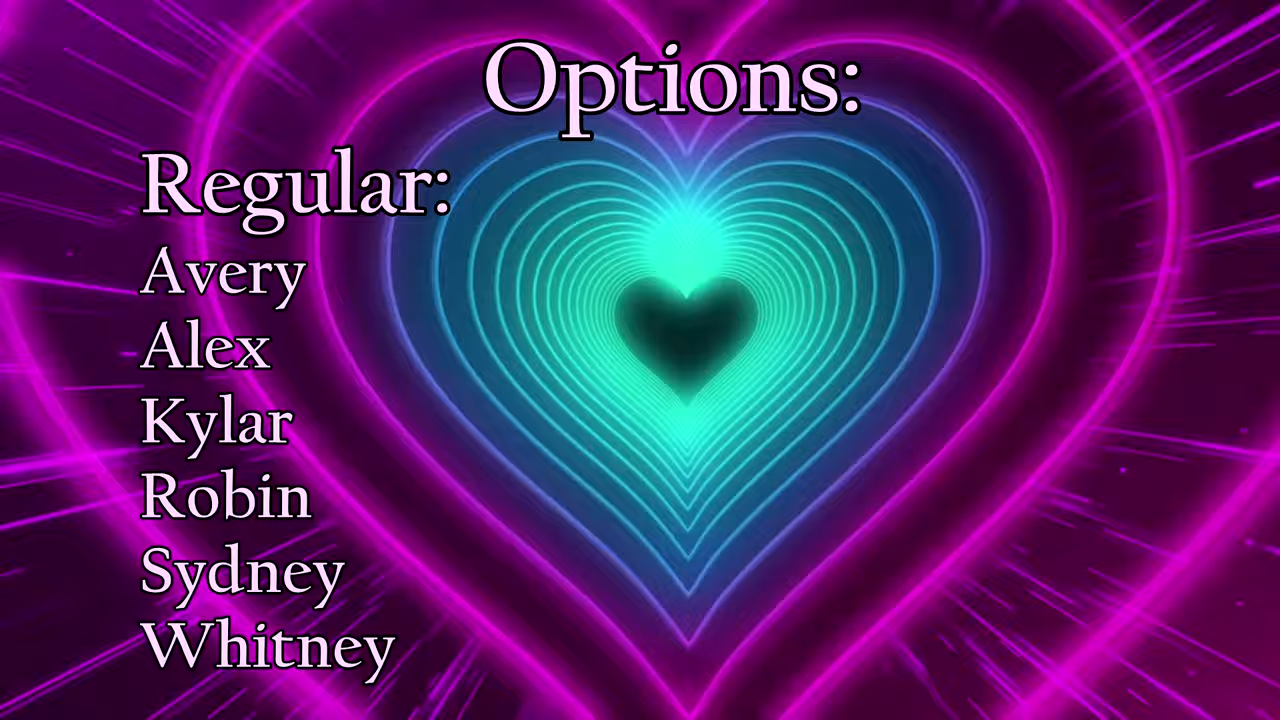 Options:
Regular:
Avery
Alex
Kylar
Robin
Sydney
Whitney